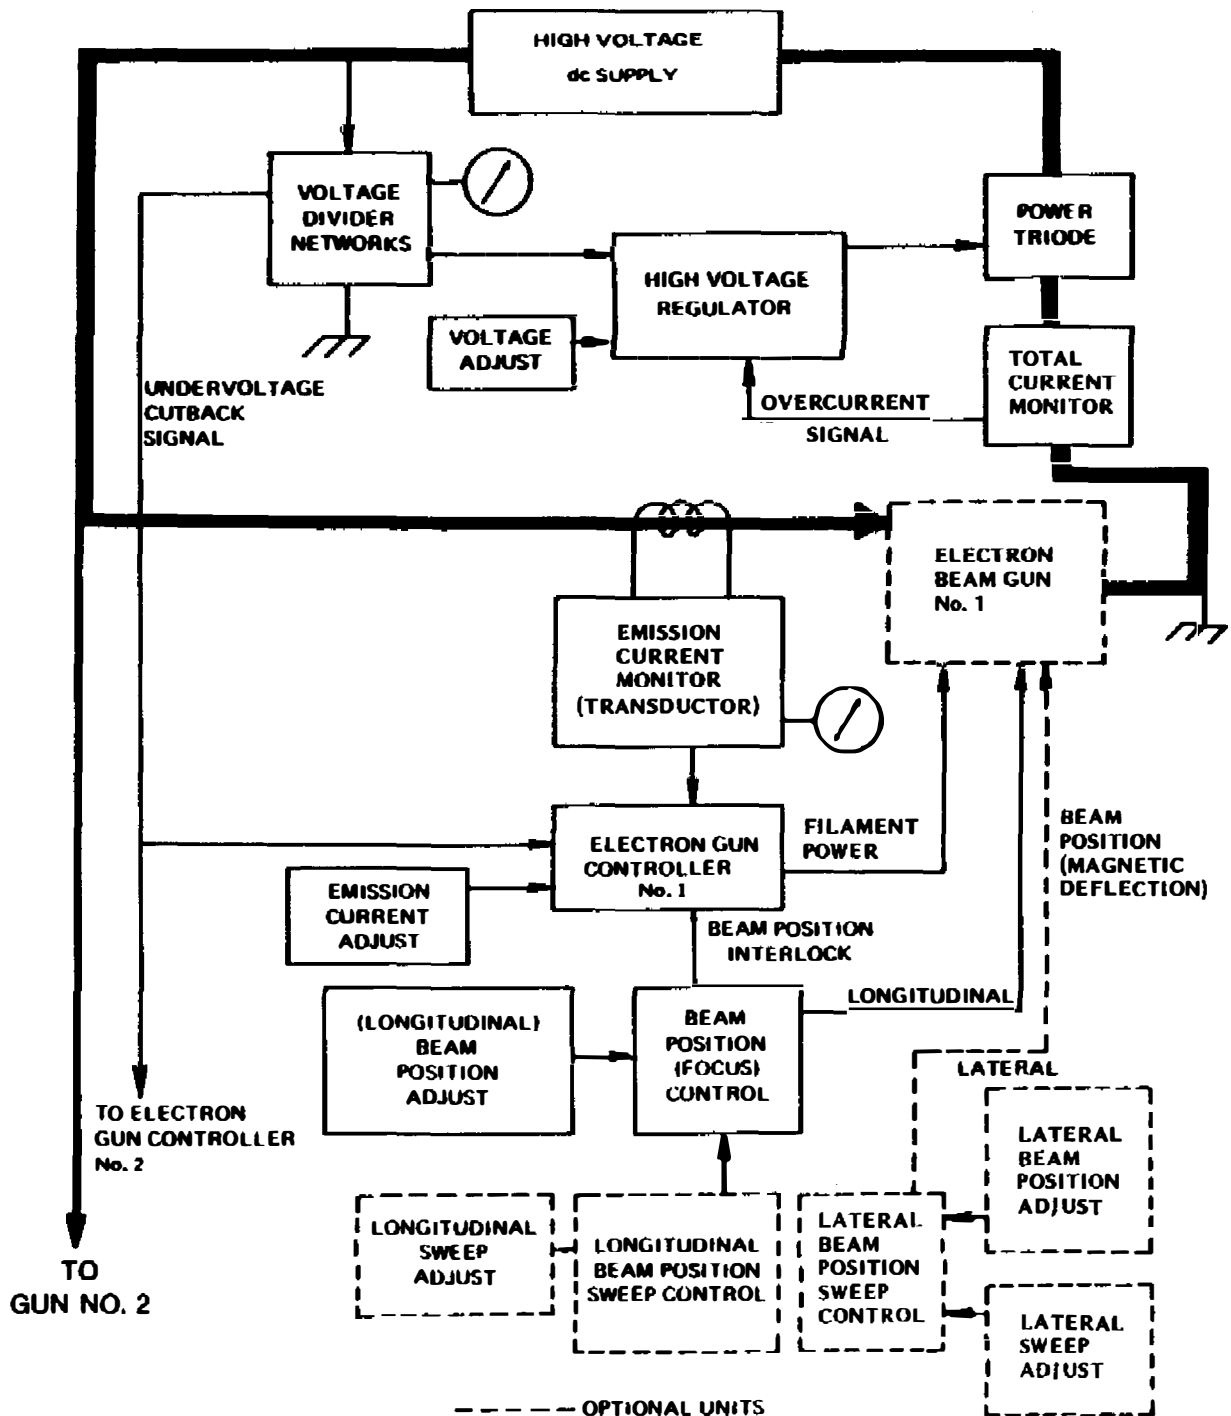 HIGH VOLTAGE
dc SUPPLY
VOLTAGE
DIVIDER
NETWORKS
POWER
TRIODE
HIGH VOLTAGE
REGULATOR
VOLTAGE
ADJUST
TOTAL
CURRENT
MONITOR
UNDERVOLTAGE
CUTBACK
SIGNAL
OVERCURRENT
SIGNAL
ELECTRON
BEAM GUN
No. 1
EMISSION
CURRENT
MONITOR
(TRANSDUCTOR)
ELECTRON GUN
CONTROLLER
No. 1
FILAMENT
POWER
BEAM
POSITION
(MAGNETIC
DEFLECTION)
EMISSION
CURRENT
ADJUST
BEAM POSITION
INTERLOCK
(LONGITUDINAL)
BEAM
POSITION
ADJUST
BEAM
POSITION
(FOCUS)
CONTROL
LONGITUDINAL
LATERAL
TO ELECTRON
GUN CONTROLLER
No. 2
LATERAL
BEAM
POSITION
ADJUST
LONGITUDINAL
SWEEP
ADJUST
LONGITUDINAL
BEAM POSITION
SWEEP CONTROL
LATERAL
BEAM
POSITION
SWEEP
CONTROL
LATERAL
SWEEP
ADJUST
TO
GUN NO. 2
OPTIONAL UNITS